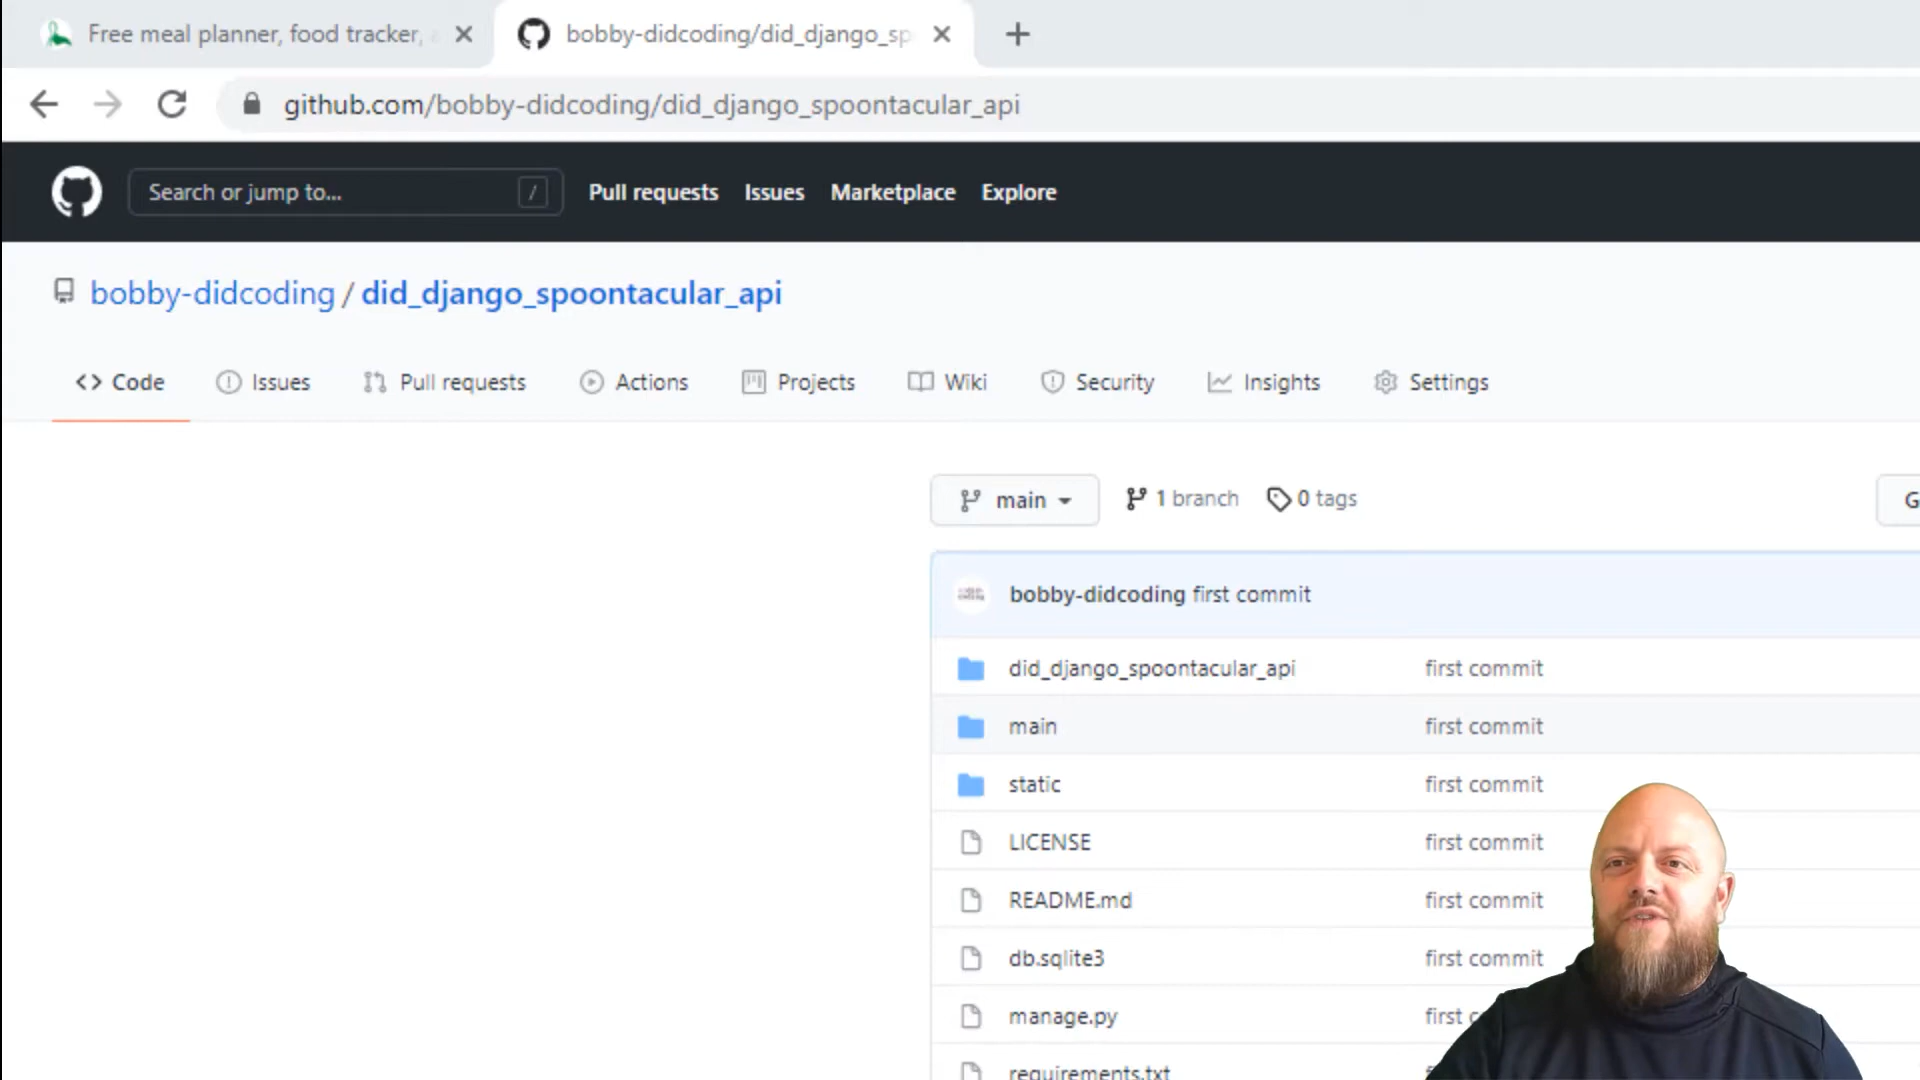 Free meal planner, food tracker,
bobby-didcoding/did_django_sp
github.com/bobby-didcoding/did_django_spoontacular_api
Search or jump to... /
Pull requests Issues Marketplace Explore
bobby-didcoding / did_django_spoontacular_api
Code Issues Pull requests Actions Projects Wiki Security Insights Settings
main 1 branch 0 tags G
bobby-didcoding first commit
did_django_spoontacular_api first commit
main first commit
static first commit
LICENSE first commit
README.md first commit
db.sqlite3 first commit
manage.py first c
requirements.txt